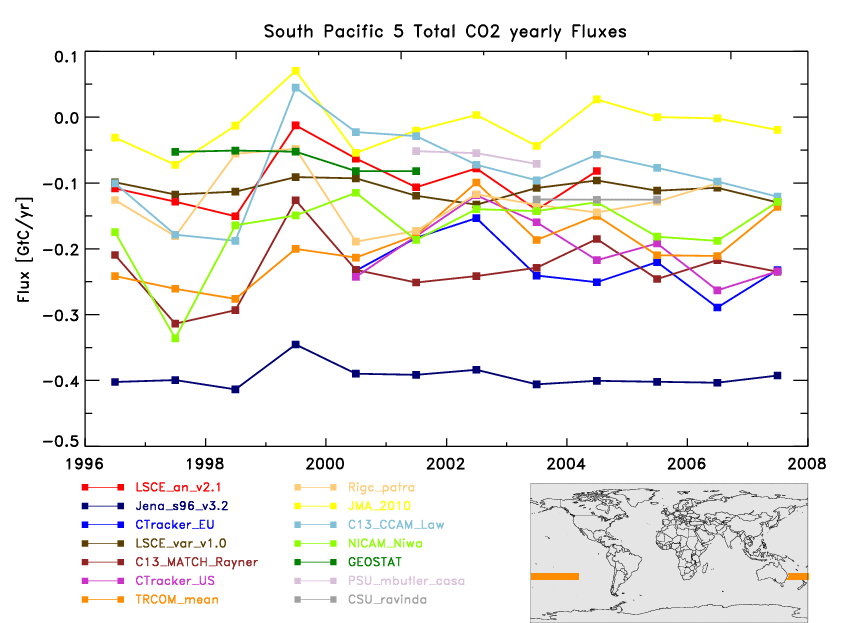 South Pacific 5 Total CO2 yearly Fluxes
0.1
0.0
-0.1
-0.2
-0.3
-0.4
-0.5
Flux [GtC/yr]
1996 1998 2000 2002 2004 2006 2008
LSCE_an_v2.1
Jena_s96_v3.2
CTracker_EU
LSCE_var_v1.0
C13_MATCH_Rayner
CTracker_US
TRCOM_mean
Rigc_patra
JMA_2010
C13_CCAM_Law
NICAM_Niwa
GEOSTAT
PSU_mbutler_casa
CSU_ravinda